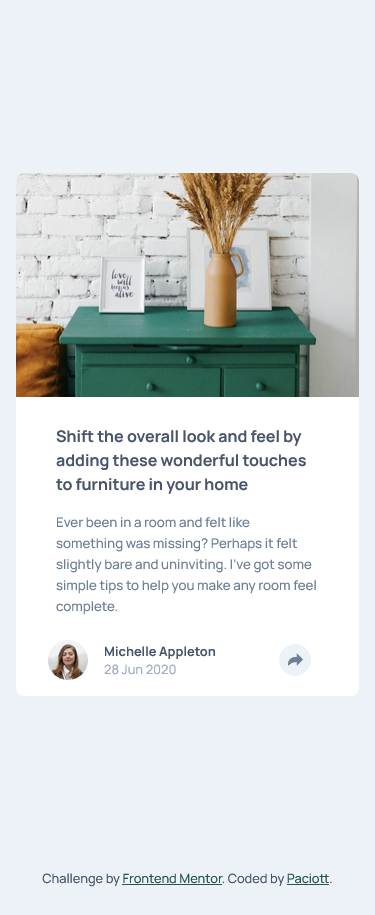 love
will
keep us
alive
Shift the overall look and feel by
adding these wonderful touches
to furniture in your home
Ever been in a room and felt like
something was missing? Perhaps it felt
slightly bare and uninviting. I've got some
simple tips to help you make any room feel
complete.
Michelle Appleton
28 Jun 2020
Challenge by Frontend Mentor. Coded by Paciott.